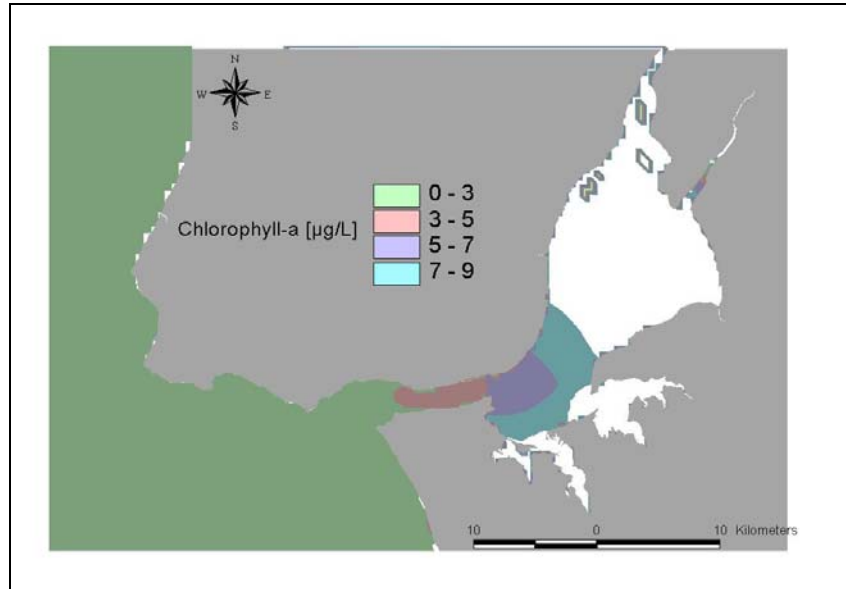 N
W E
S
0 - 3
3 - 5
Chlorophyll-a [µg/L]
5 - 7
7 - 9
10 0 10 Kilometers